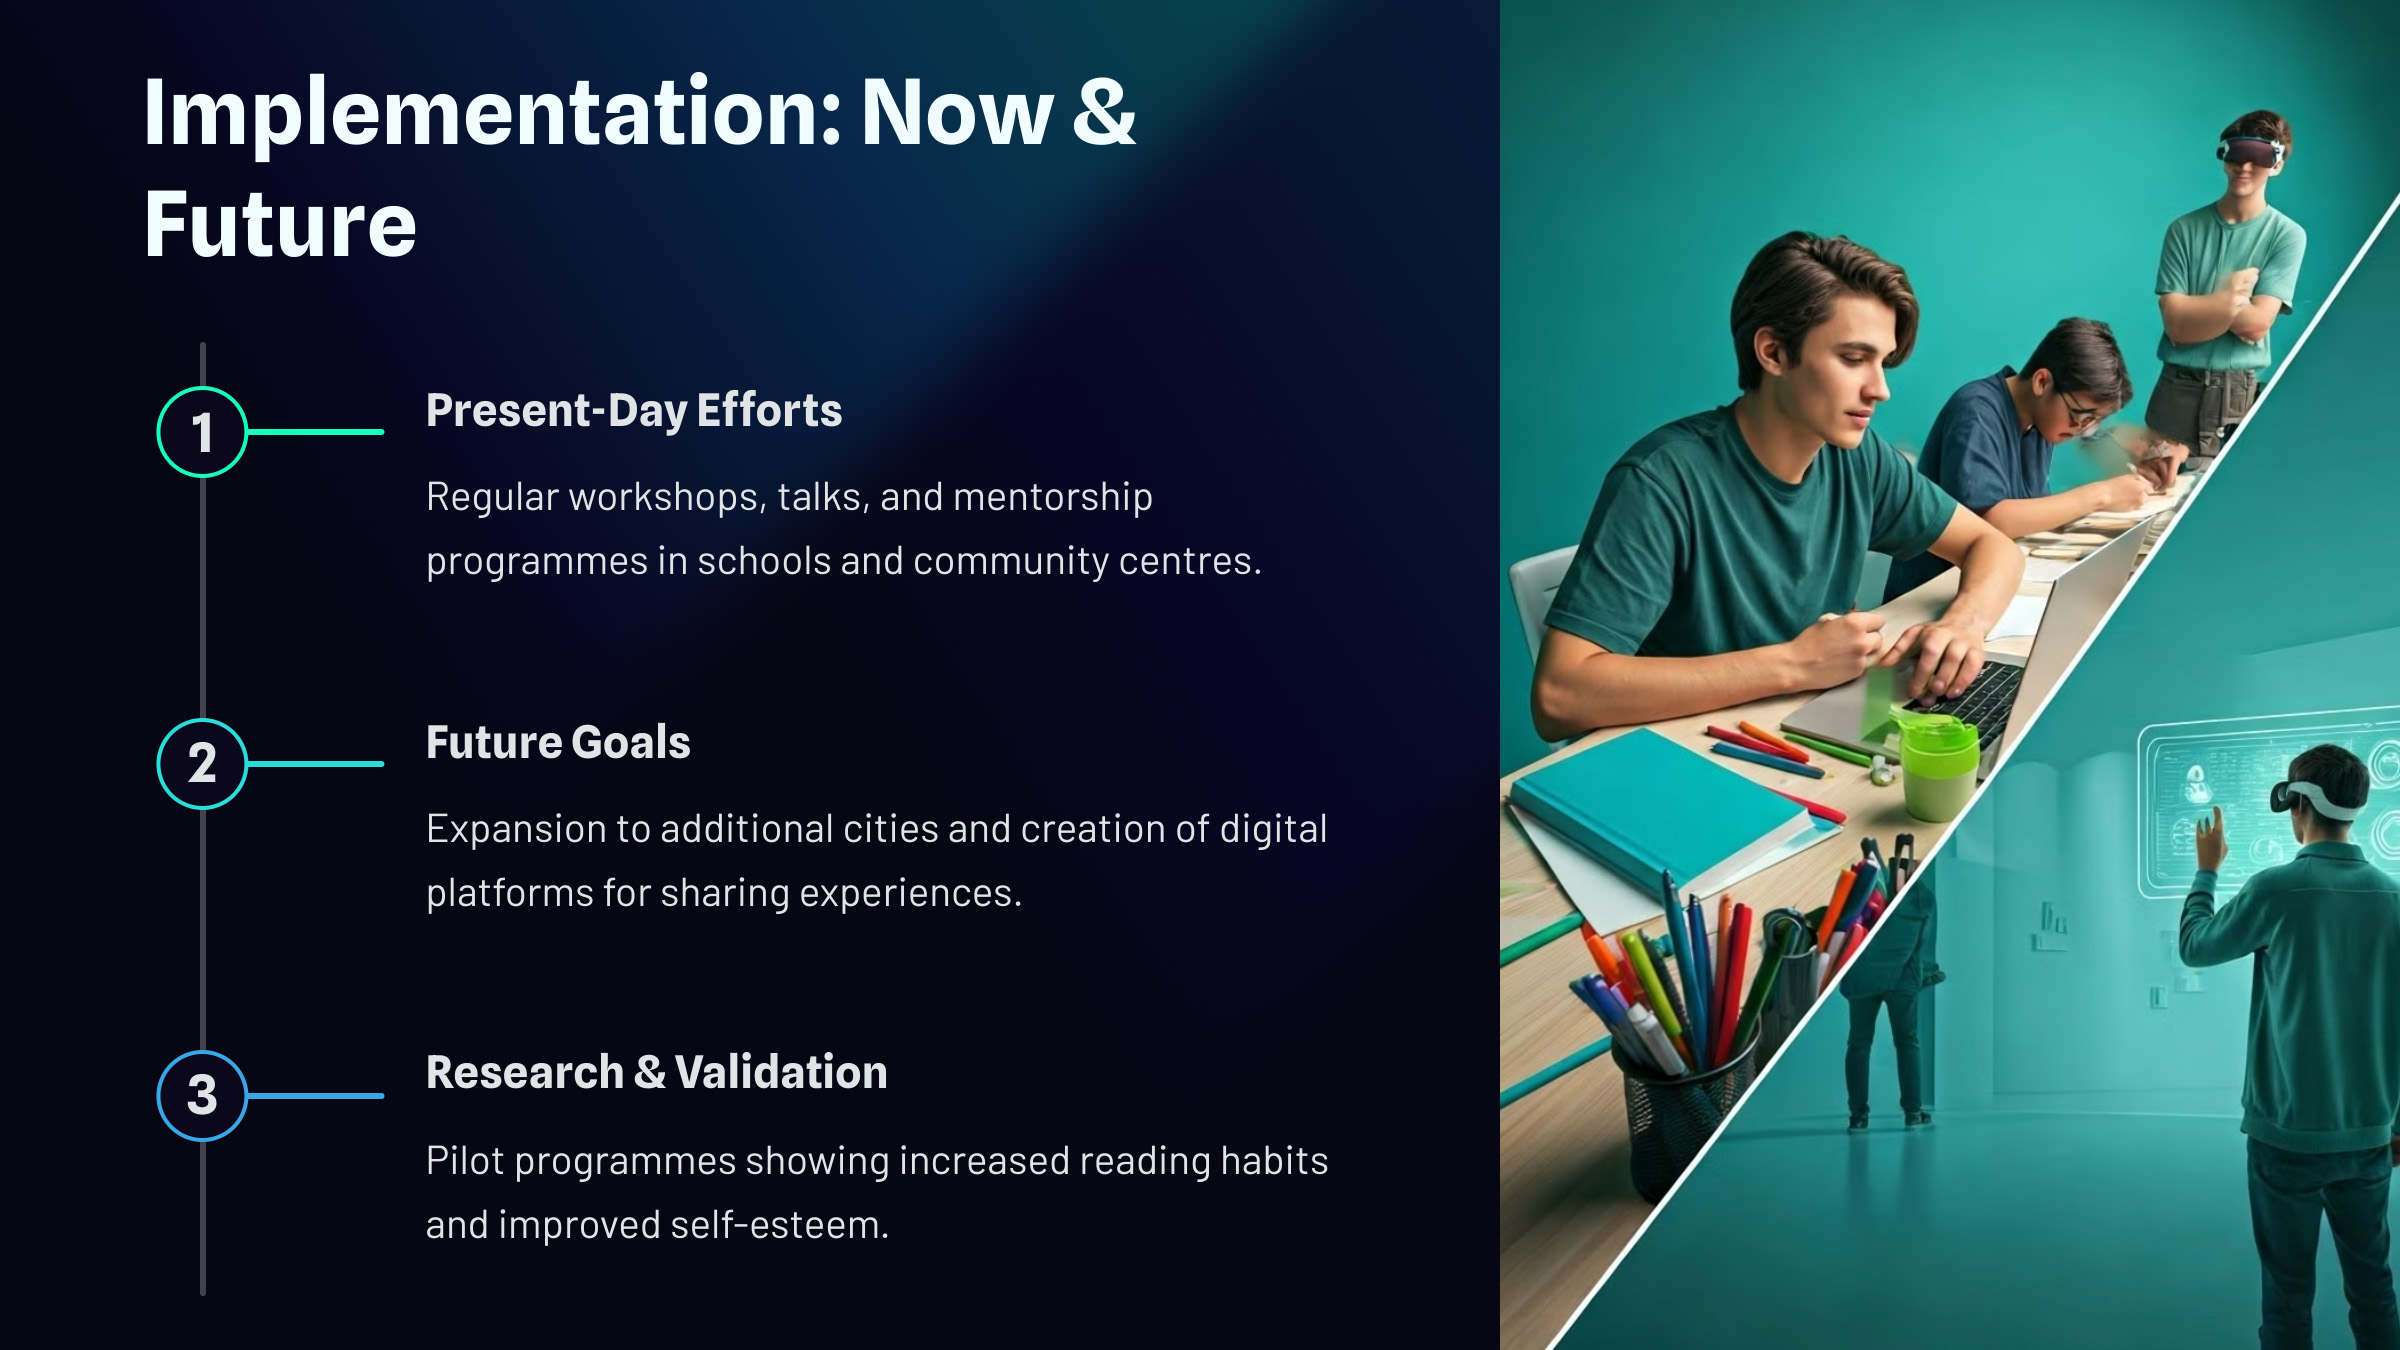 Implementation: Now &
Future
1
Present-Day Efforts
Regular workshops, talks, and mentorship
programmes in schools and community centres.
2
Future Goals
Expansion to additional cities and creation of digital
platforms for sharing experiences.
3
Research & Validation
Pilot programmes showing increased reading habits
and improved self-esteem.